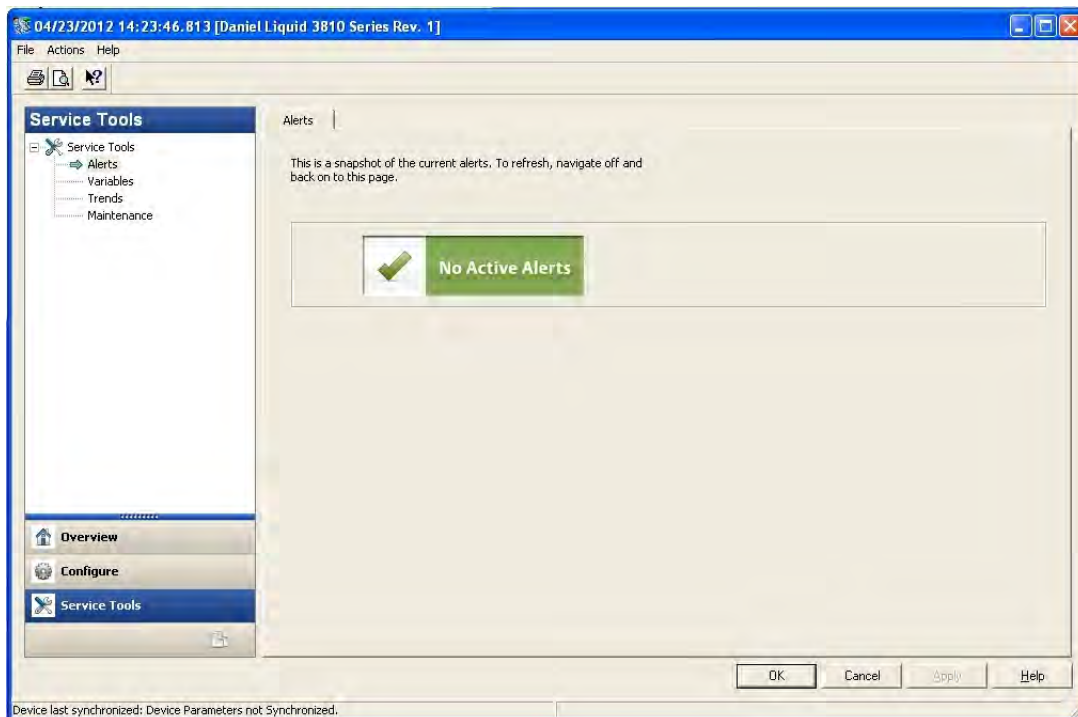 04/23/2012 14:23:46.813 [Daniel Liquid 3810 Series Rev. 1]
File Actions Help
Service Tools
Service Tools
Alerts
Variables
Trends
Maintenance
Overview
Configure
Service Tools
Alerts
This is a snapshot of the current alerts. To refresh, navigate off and
back on to this page.
No Active Alerts
OK Cancel Apply Help
Device last synchronized: Device Parameters not Synchronized.